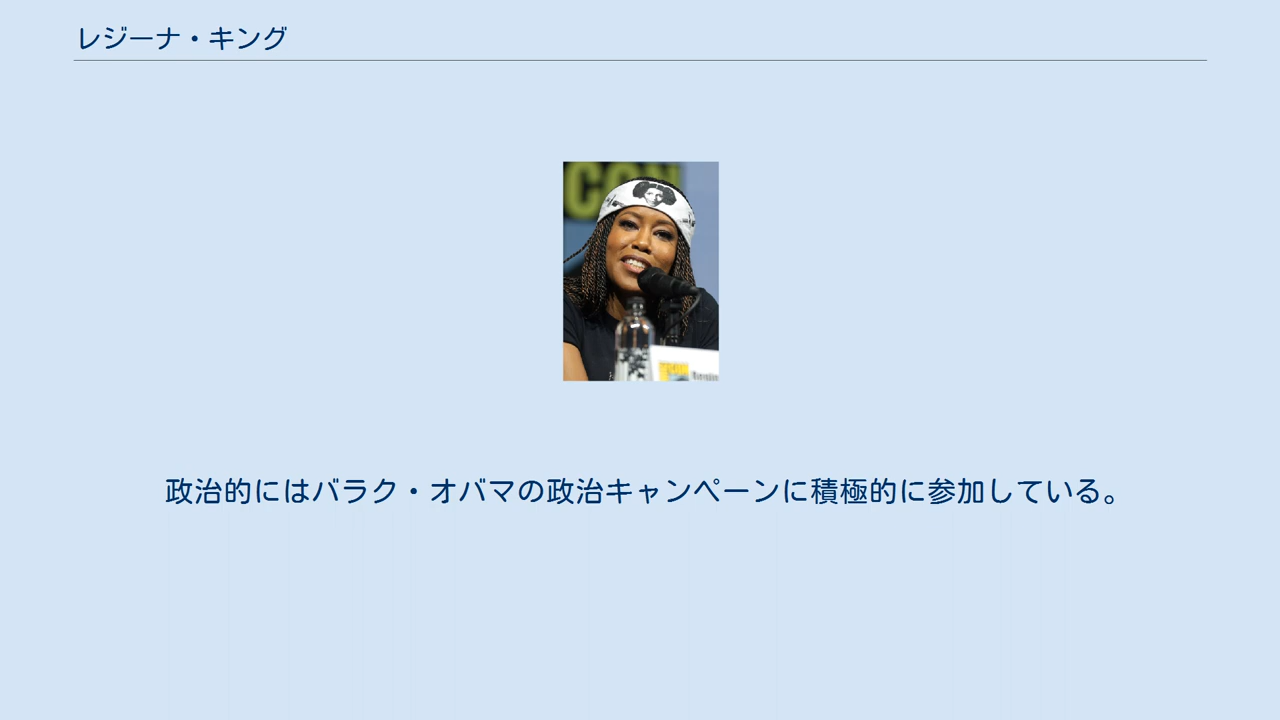 レジーナ・キング
CON
政治的にはバラク・オバマの政治キャンペーンに積極的に参加している。